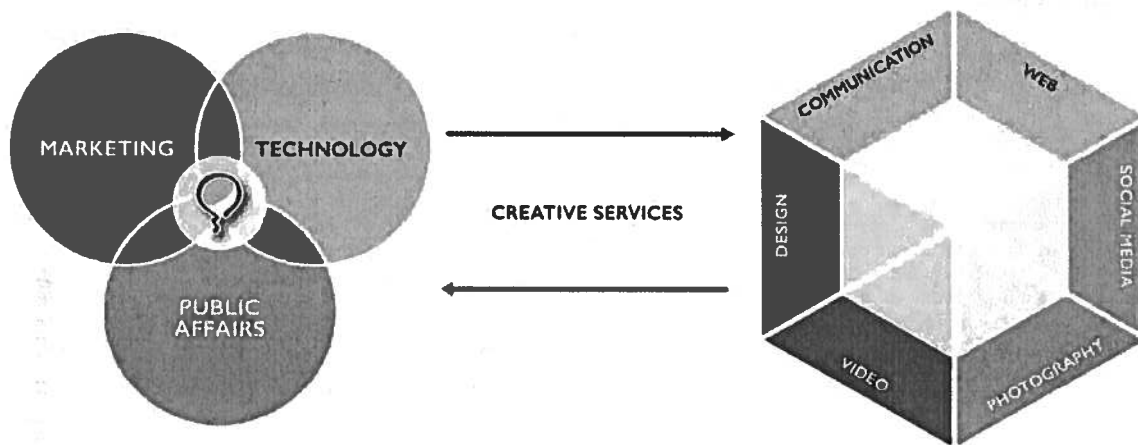 MARKETING
TECHNOLOGY
PUBLIC
AFFAIRS
CREATIVE SERVICES
COMMUNICATION
WEB
SOCIAL MEDIA
PHOTOGRAPHY
VIDEO
DESIGN